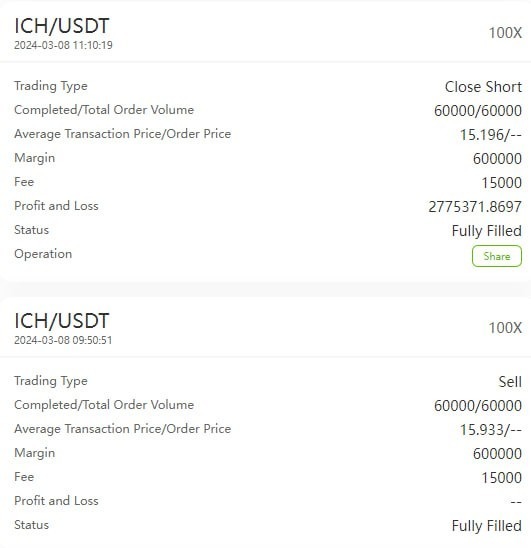 ICH/USDT
2024-03-08 11:10:19
100X
Trading Type Close Short
Completed/Total Order Volume 60000/60000
Average Transaction Price/Order Price 15.196/--
Margin 600000
Fee 15000
Profit and Loss 2775371.8697
Status Fully Filled
Operation Share
ICH/USDT
2024-03-08 09:50:51
100X
Trading Type Sell
Completed/Total Order Volume 60000/60000
Average Transaction Price/Order Price 15.933/--
Margin 600000
Fee 15000
Profit and Loss --
Status Fully Filled